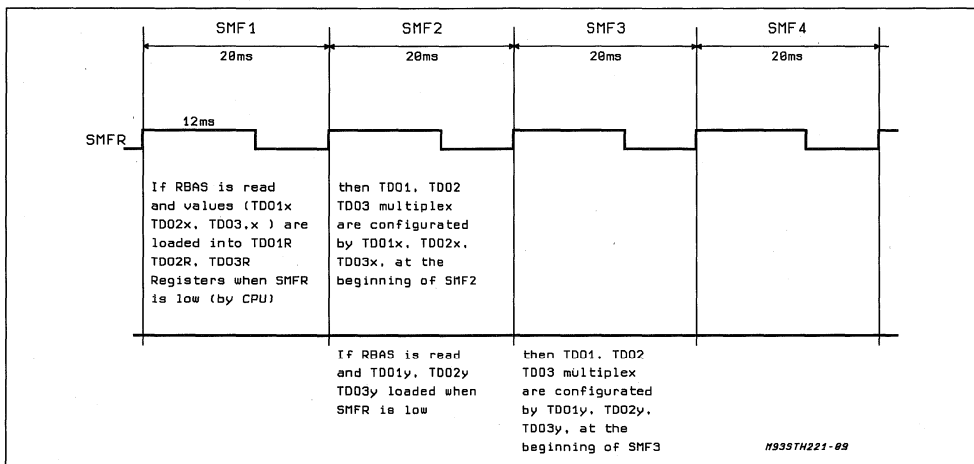 SMF1 SMF2 SMF3 SMF4
20ms 20ms 20ms 20ms
12ms
SMFR
If RBAS is read
and values (TDO1x
TDO2x, TDO3,x ) are
loaded into TDO1R
TDO2R, TDO3R
Registers when SMFR
is low (by CPU)
then TDO1, TDO2
TDO3 multiplex
are configurated
by TDO1x, TDO2x,
TDO3x, at the
beginning of SMF2
If RBAS is read
and TDO1y, TDO2y
TDO3y loaded when
SMFR is low
then TDO1, TDO2
TDO3 multiplex
are configurated
by TDO1y, TDO2y,
TDO3y, at the
beginning of SMF3
M93STH221-09